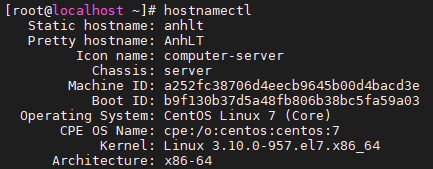 [root@localhost ~]# hostnamectl
Static hostname: anhlt
Pretty hostname: AnhLT
Icon name: computer-server
Chassis: server
Machine ID: a252fc38706d4eecb9645b00d4bacd3e
Boot ID: b9f130b37d5a48fb806b38bc5fa59a03
Operating System: CentOS Linux 7 (Core)
CPE OS Name: cpe:/o:centos:centos:7
Kernel: Linux 3.10.0-957.el7.x86_64
Architecture: x86-64